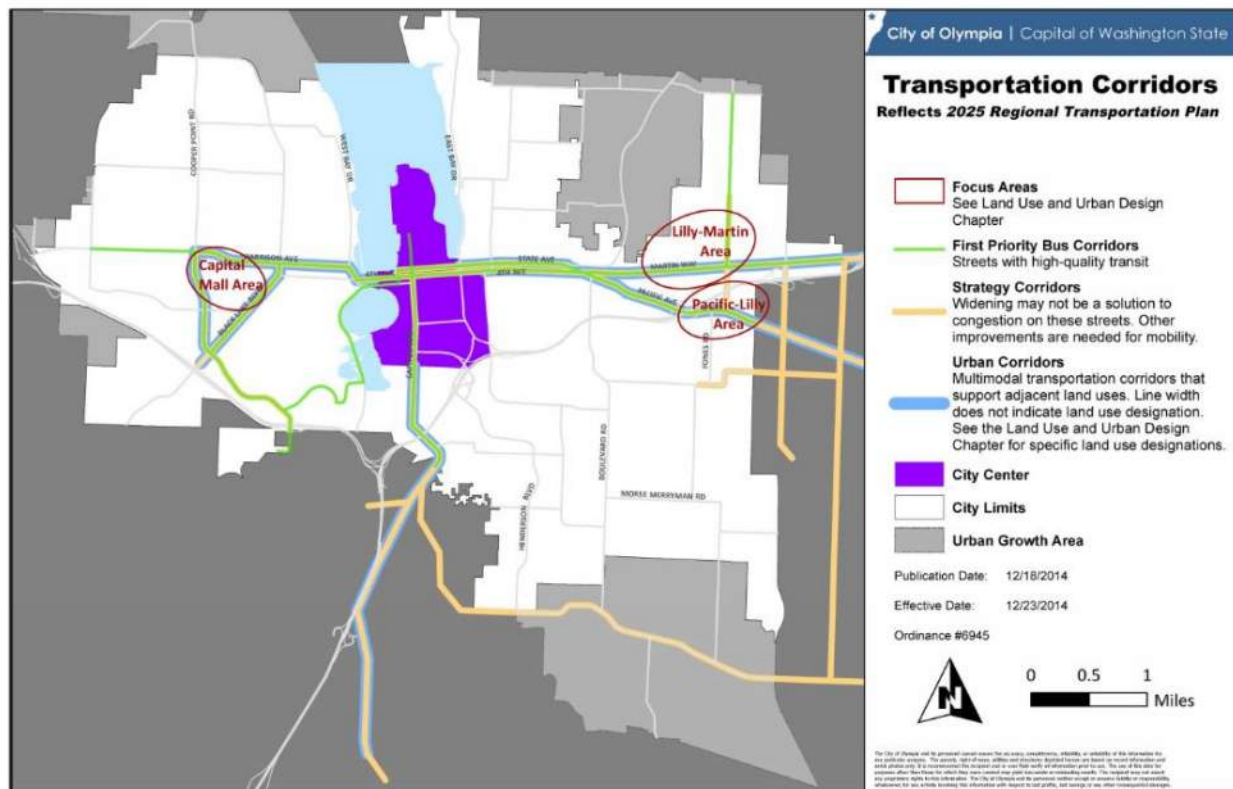 City of Olympia | Capital of Washington State
Transportation Corridors
Reflects 2025 Regional Transportation Plan
Focus Areas
See Land Use and Urban Design
Chapter
First Priority Bus Corridors
Streets with high-quality transit
Strategy Corridors
Widening may not be a solution to
congestion on these streets. Other
improvements are needed for mobility.
Urban Corridors
Multimodal transportation corridors that
support adjacent land uses. Line width
does not indicate land use designation.
See the Land Use and Urban Design
Chapter for specific land use designations.
City Center
City Limits
Urban Growth Area
Publication Date: 12/18/2014
Effective Date: 12/23/2014
Ordinance #6945
N
0 0.5 1
Miles
COOPER POINT RD
WEST BAY DR
EAST BAY DR
Lilly-Martin
Area
HARRISON AVE
STATE AVE
4TH AVE
MARTIN WAY
Capital
Mall Area
PACIFIC AVE
Pacific-Lilly
Area
FONES RD
BOULEVARD RD
HENDERSON BLVD
MORSE MERRYMAN RD